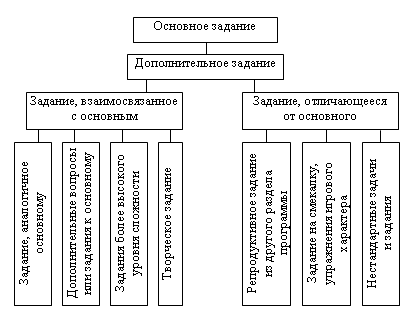 Основное задание
Дополнительное задание
Задание, взаимосвязанное
с основным
Задание, отличающееся
от основного
Задание, аналогичное
основному
Дополнительные вопросы
или задания к основному
Задания более высокого
уровня сложности
Творческое задание
Репродуктивное задание
из другого раздела
программы
Задание на смекалку,
упражнения игрового
характера
Нестандартные задачи
и задания